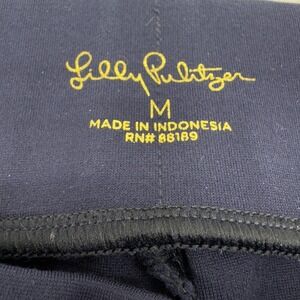 Lilly Pulitzer
M
MADE IN INDONESIA
RN# 88189